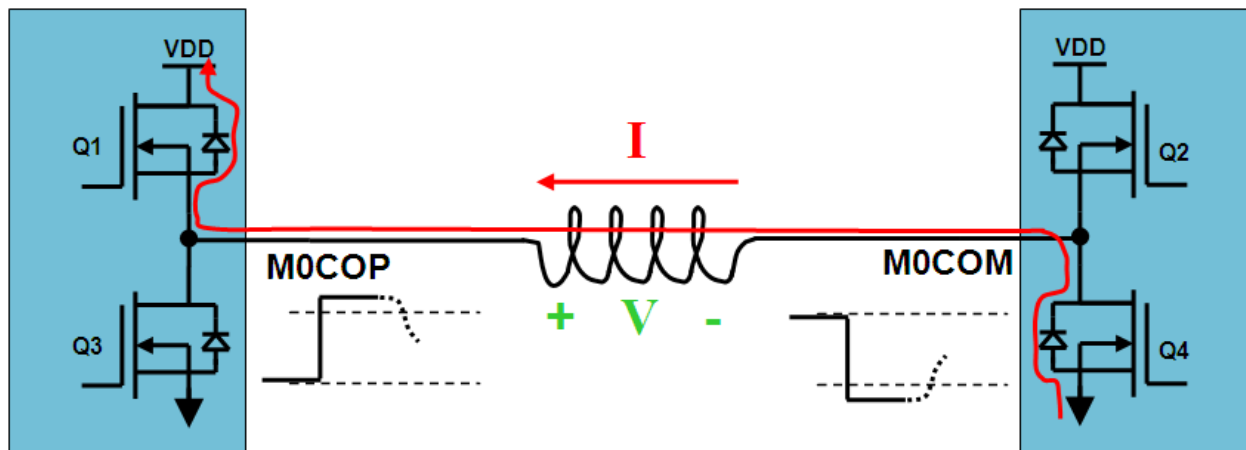 VDD
VDD
Q1
I
Q2
M0COP
M0COM
+ V -
Q3
Q4